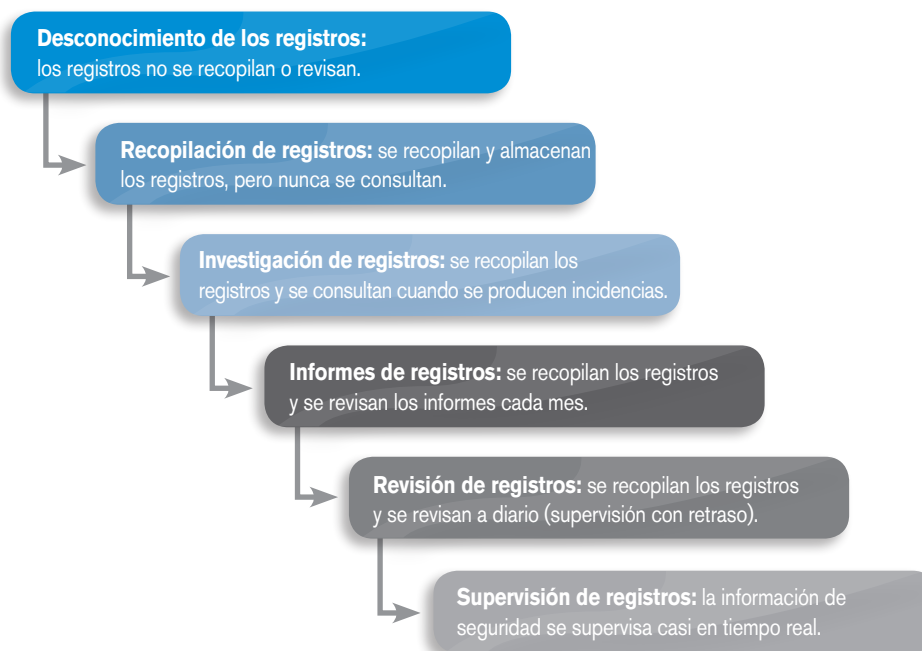 Desconocimiento de los registros:
los registros no se recopilan o revisan.
Recopilación de registros: se recopilan y almacenan
los registros, pero nunca se consultan.
Investigación de registros: se recopilan los
registros y se consultan cuando se producen incidencias.
Informes de registros: se recopilan los registros
y se revisan los informes cada mes.
Revisión de registros: se recopilan los registros
y se revisan a diario (supervisión con retraso).
Supervisión de registros: la información de
seguridad se supervisa casi en tiempo real.